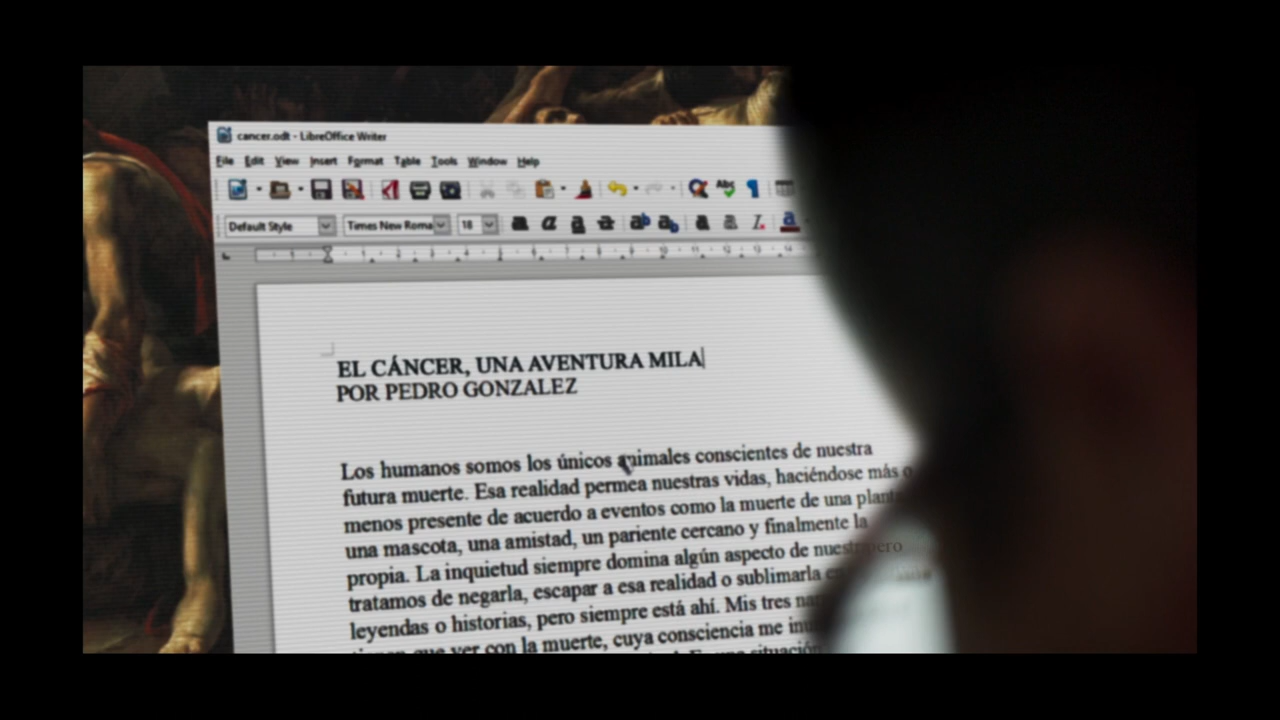 cancer.odt - LibreOffice Writer
File Edit View Insert Format Table Tools Window Help
Default Style Times New Roma 18
EL CÁNCER, UNA AVENTURA MILA
POR PEDRO GONZALEZ
Los humanos somos los únicos animales conscientes de nuestra
futura muerte. Esa realidad permea nuestras vidas, haciéndose más o
menos presente de acuerdo a eventos como la muerte de una planta
una mascota, una amistad, un pariente cercano y finalmente la
propia. La inquietud siempre domina algún aspecto de pero
tratamos de negarla, escapar a esa realidad o sublimarla
leyendas o historias, pero siempre está ahí. Mis tres
que ver con la muerte, cuya consciencia me